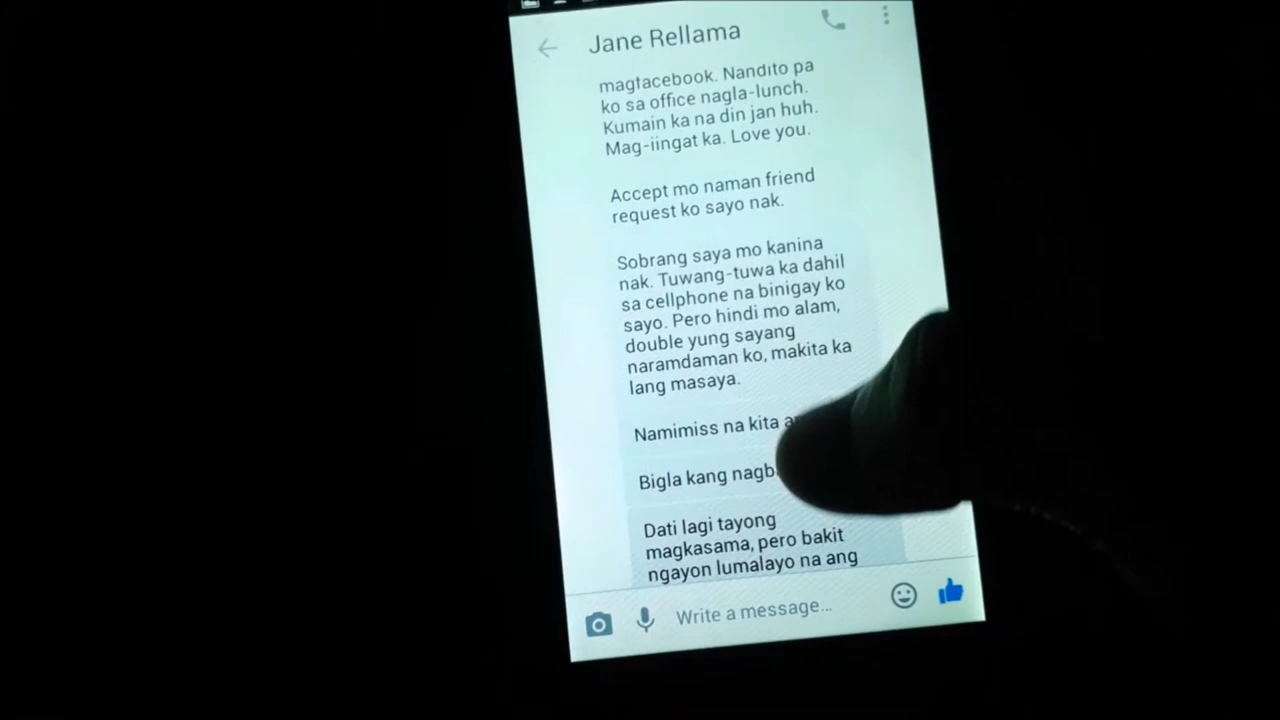 Jane Rellama
magfacebook. Nandito pa
ko sa office nagla-lunch.
Kumain ka na din jan huh.
Mag-iingat ka. Love you.
Accept mo naman friend
request ko sayo nak.
Sobrang saya mo kanina
nak. Tuwang-tuwa ka dahil
sa cellphone na binigay ko
sayo. Pero hindi mo alam,
double yung sayang
naramdaman ko, makita ka
lang masaya.
Namimiss na kita
Bigla kang
Dati lagi tayong
magkasama, pero bakit
ngayon lumalayo na ang
Write a message...